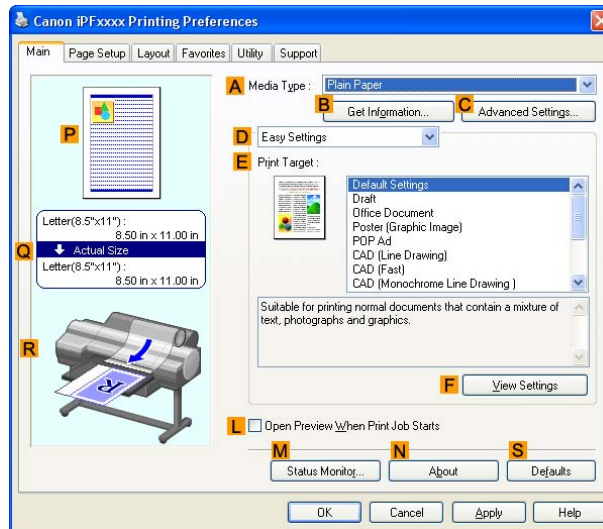 Canon iPFxxxx Printing Preferences
Main Page Setup Layout Favorites Utility Support
A Media Type : Plain Paper
B Get Information... C Advanced Settings...
D Easy Settings
E Print Target :
Default Settings
Draft
Office Document
Poster (Graphic Image)
POP Ad
CAD (Line Drawing)
CAD (Fast)
CAD (Monochrome Line Drawing )
Suitable for printing normal documents that contain a mixture of
text, photographs and graphics.
F View Settings
P
Q
Letter(8.5"x11") :
8.50 in x 11.00 in
Actual Size
Letter(8.5"x11") :
8.50 in x 11.00 in
R
R
L Open Preview When Print Job Starts
M Status Monitor... N About S Defaults
OK Cancel Apply Help